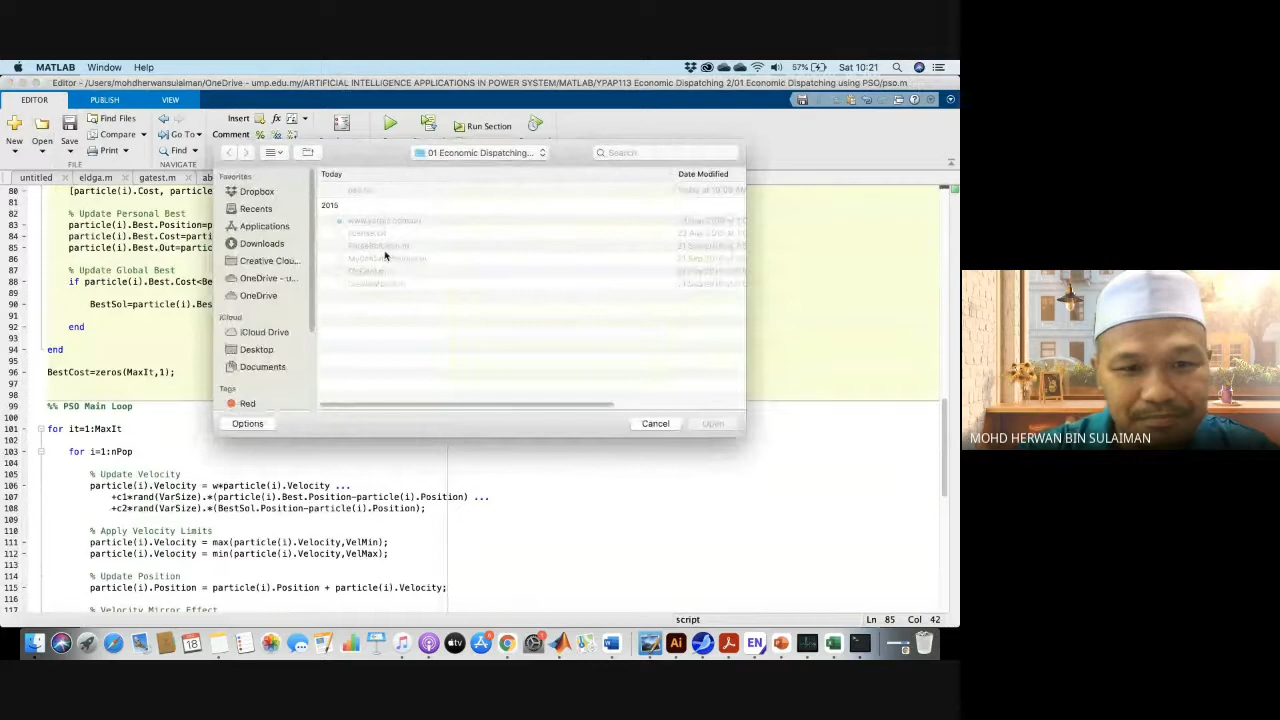 MATLAB Window Help
57% Sat 10:21
Editor - /Users/mohdherwansulaiman/OneDrive - ump.edu.my/ARTIFICIAL INTELLIGENCE APPLICATIONS IN POWER SYSTEM/MATLAB/YPAP113 Economic Dispatching 2/01 Economic Dispatching using PSO/pso.m
EDITOR PUBLISH VIEW
New Open Save
Find Files
Compare
Print
FILE
Go To
Find
NAVIGATE
Insert
Comment
Run Section
untitled eldga.m gatest.m
01 Economic Dispatching...
Search
Favorites
Dropbox
Recents
Applications
Downloads
Creative Clou...
OneDrive - u...
OneDrive
iCloud
iCloud Drive
Desktop
Documents
Tags
Red
Today Date Modified
2015
Options Cancel Open
80 [particle(i).Cost, particle
81
82 % Update Personal Best
83 particle(i).Best.Position=p
84 particle(i).Best.Cost=parti
85 particle(i).Best.Out=partic
86
87 % Update Global Best
88 if particle(i).Best.Cost<Be
89
90 BestSol=particle(i).Bes
91
92 end
93
94 end
95
96 BestCost=zeros(MaxIt,1);
97
98
99 %% PSO Main Loop
100
101 for it=1:MaxIt
102
103 for i=1:nPop
104
105 % Update Velocity
106 particle(i).Velocity = w*particle(i).Velocity ...
107 +c1*rand(VarSize).*(particle(i).Best.Position-particle(i).Position) ...
108 +c2*rand(VarSize).*(BestSol.Position-particle(i).Position);
109
110 % Apply Velocity Limits
111 particle(i).Velocity = max(particle(i).Velocity,VelMin);
112 particle(i).Velocity = min(particle(i).Velocity,VelMax);
113
114 % Update Position
115 particle(i).Position = particle(i).Position + particle(i).Velocity;
116
117 % Velocity Mirror Effect
script Ln 85 Col 42
MOHD HERWAN BIN SULAIMAN